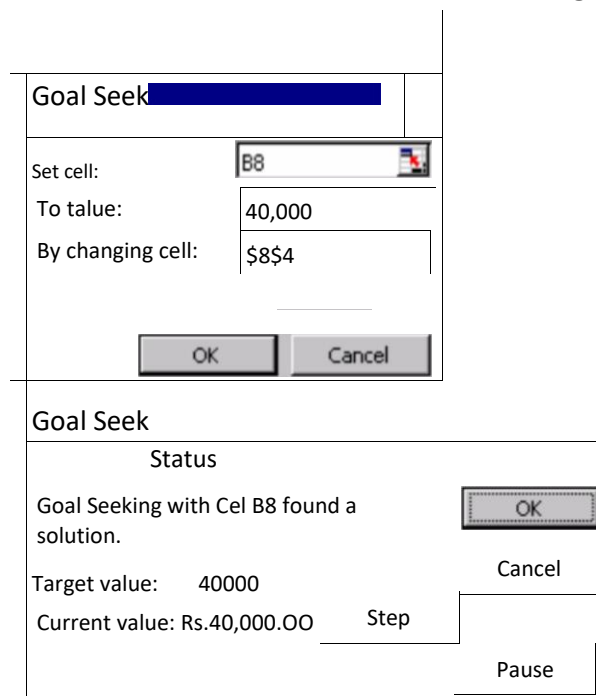 Goal Seek
Set cell: B8
To talue: 40,000
By changing cell: $8$4
OK Cancel
Goal Seek
Status
Goal Seeking with Cel B8 found a OK
solution.
Cancel
Target value: 40000
Current value: Rs.40,000.OO Step
Pause